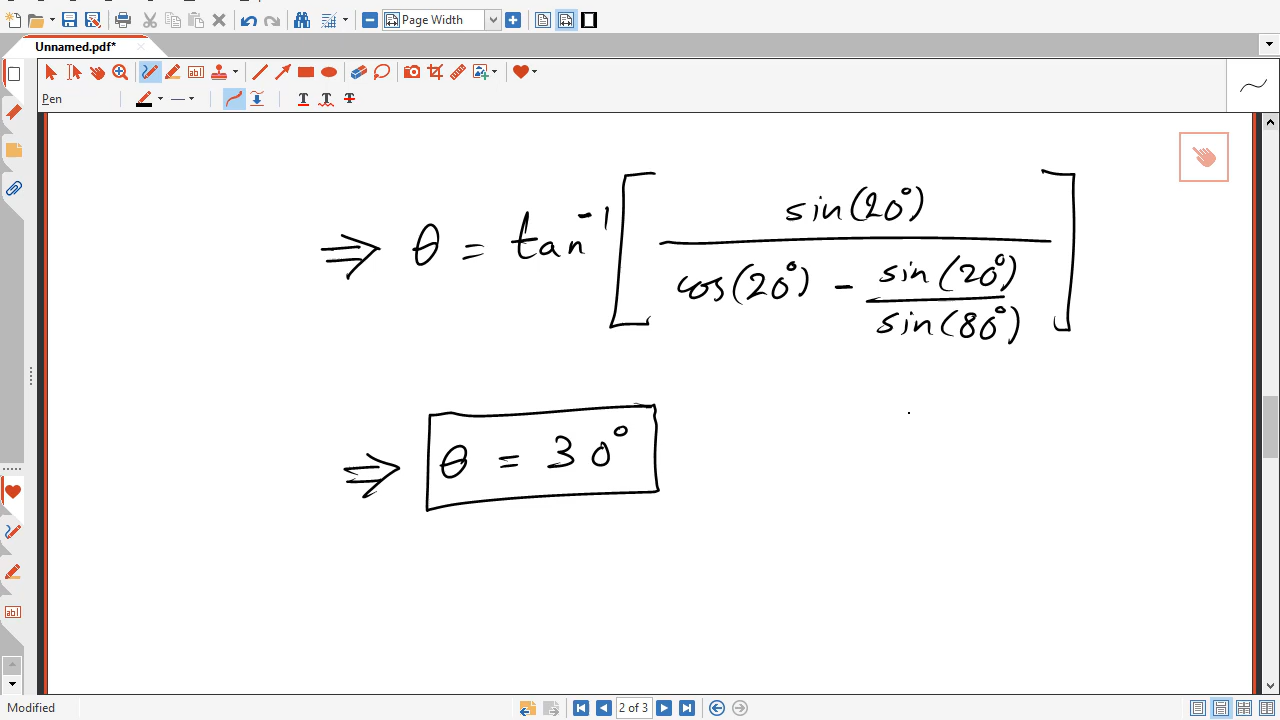 Page Width
Unnamed.pdf*
Pen
⇒ θ = tan⁻¹ [ sin(20°) / ( cos(20°) - sin(20°) / sin(80°) ) ]
⇒ θ = 30°
Modified
2 of 3